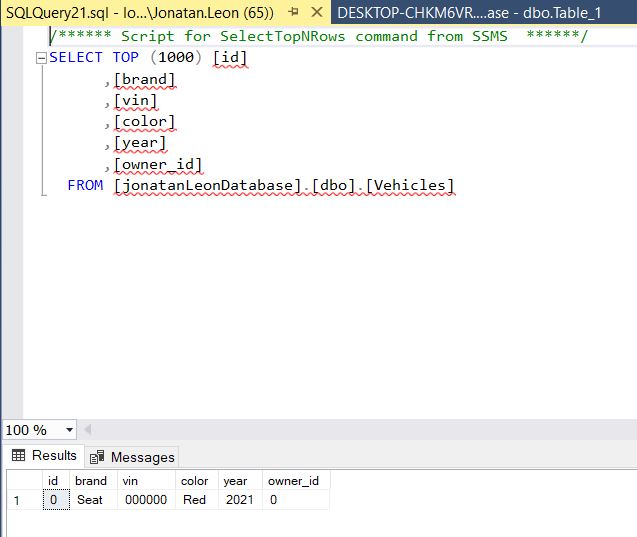 SQLQuery21.sql - lo...\Jonatan.Leon (65)) DESKTOP-CHKM6VR....ase - dbo.Table_1
/****** Script for SelectTopNRows command from SSMS  ******/
SELECT TOP (1000) [id]
,[brand]
,[vin]
,[color]
,[year]
,[owner_id]
FROM [jonatanLeonDatabase].[dbo].[Vehicles]
100 %
Results Messages
id brand vin color year owner_id
1 0 Seat 000000 Red 2021 0